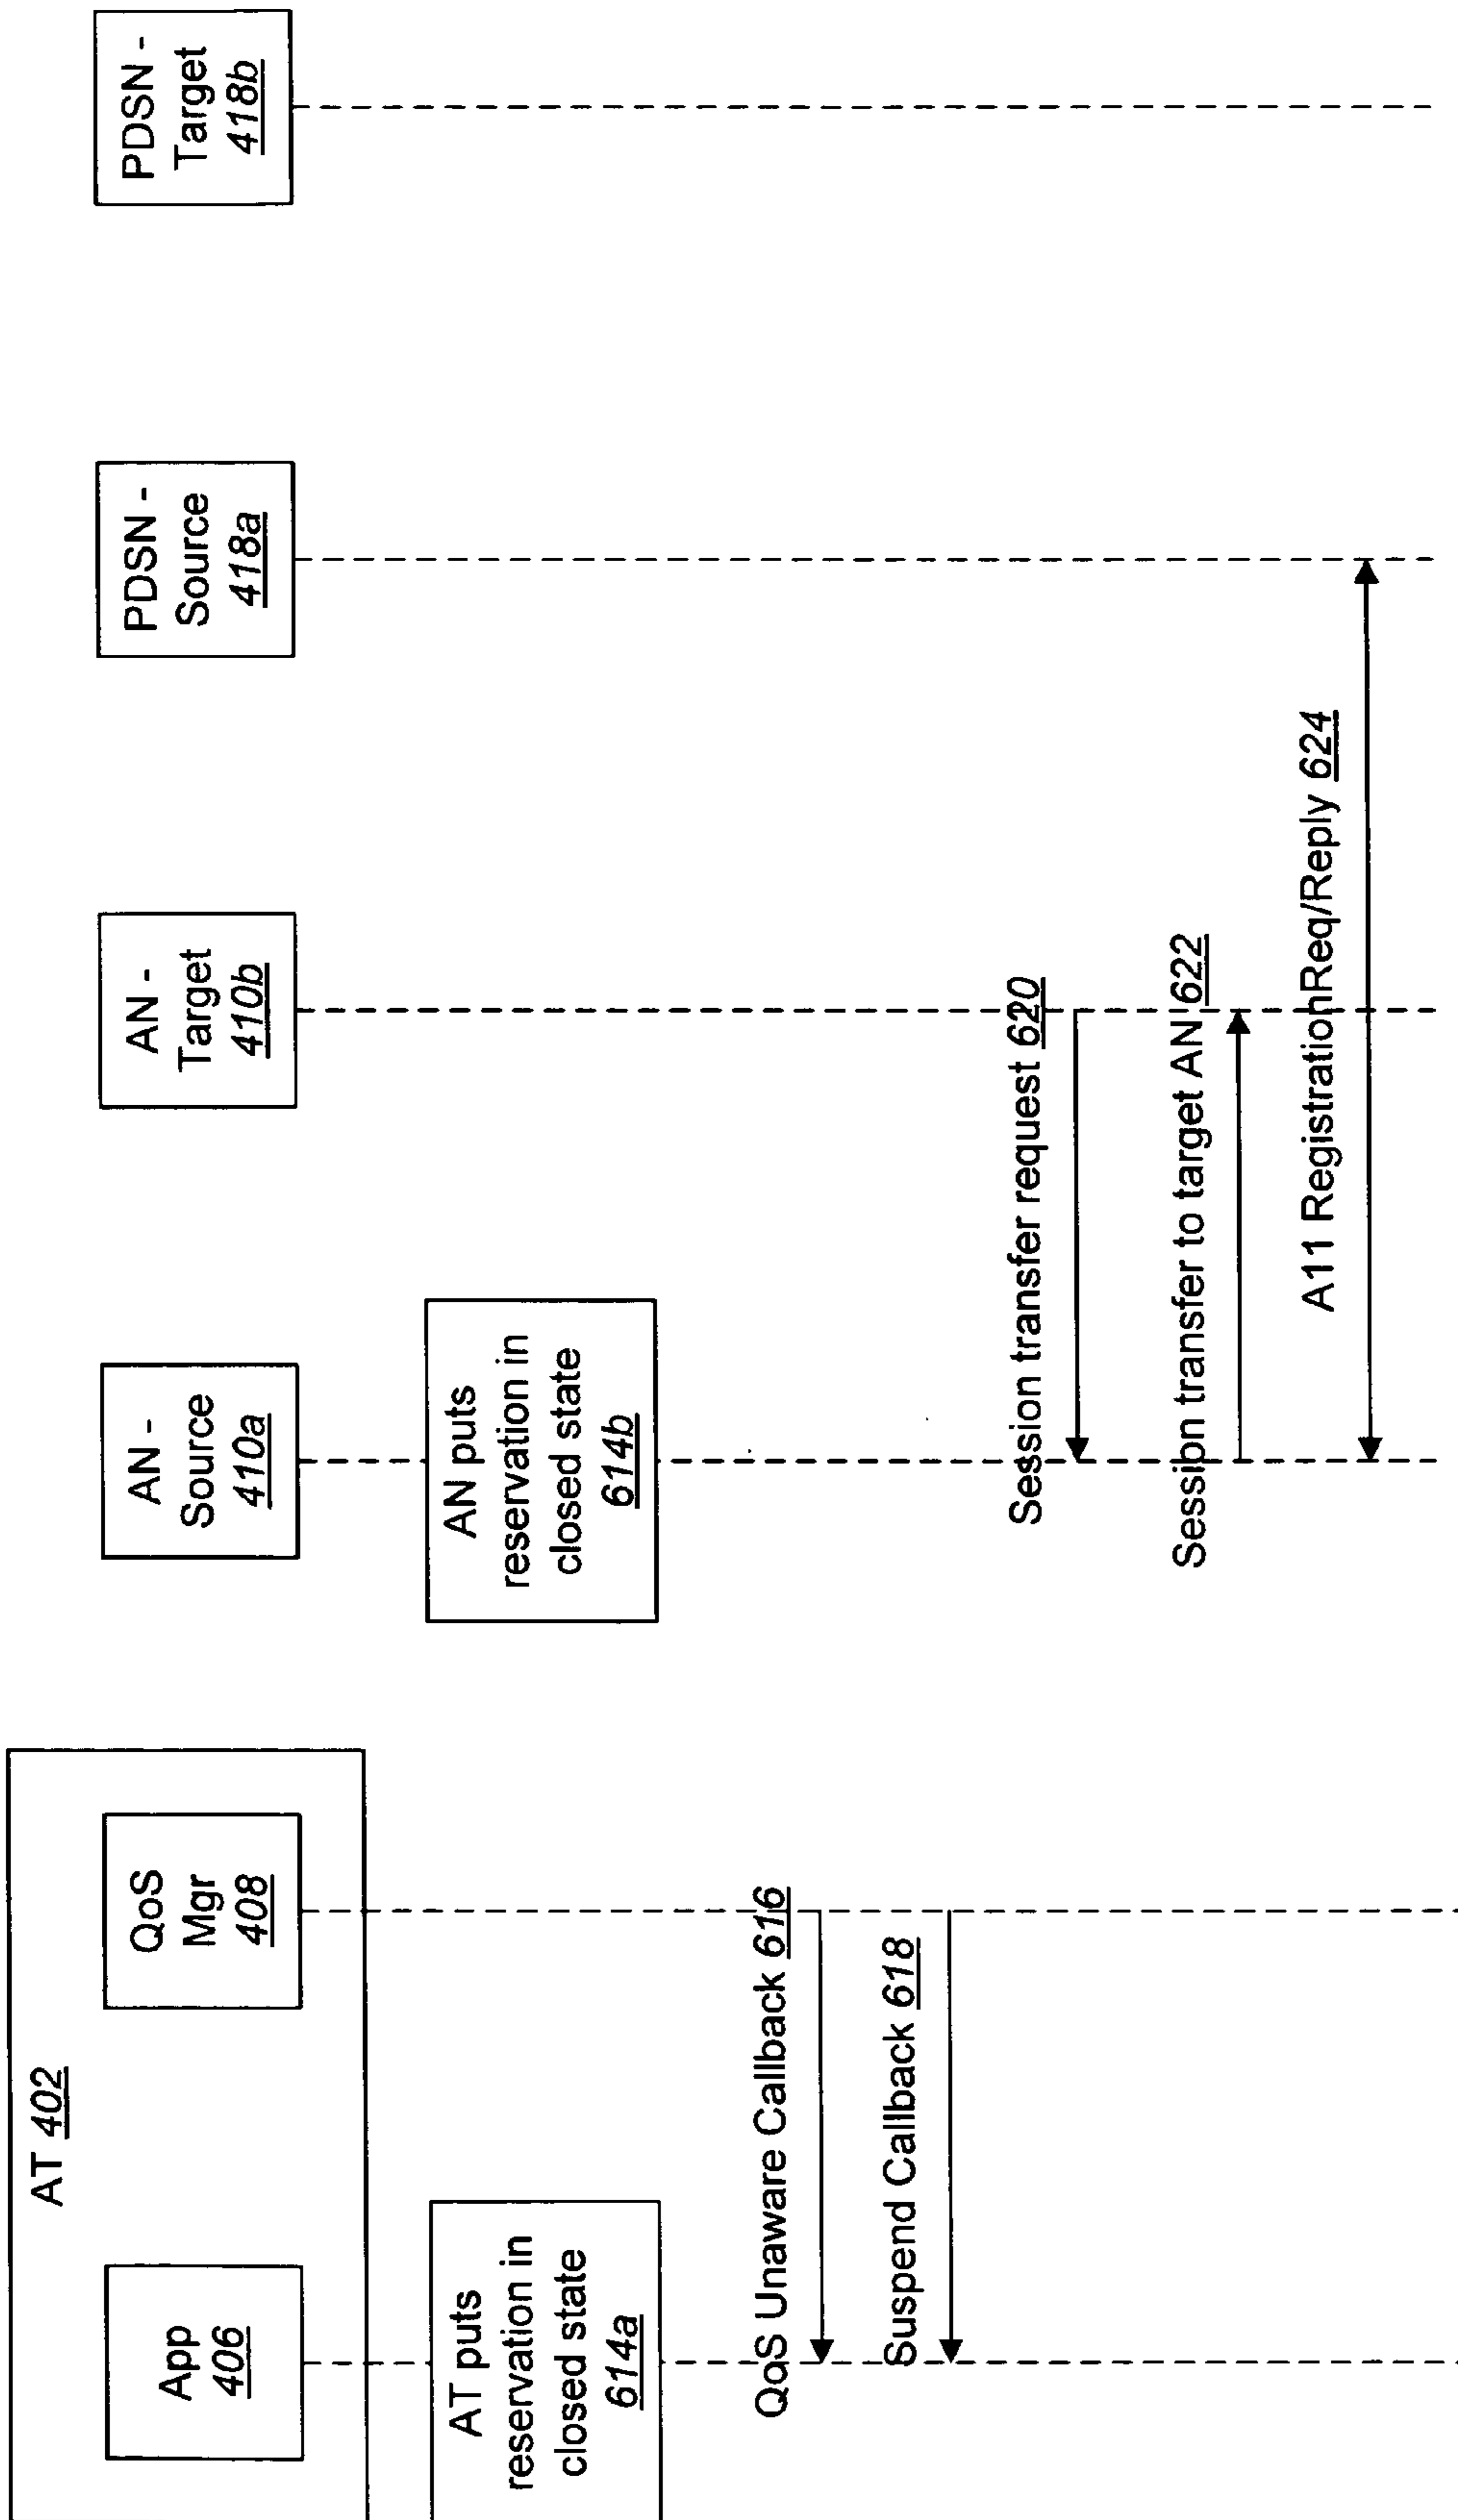 AT 402
App
406
QoS
Mgr
408
AN -
Source
410a
AN -
Target
410b
PDSN -
Source
418a
PDSN -
Target
418b
AT puts
reservation in
closed state
614a
AN puts
reservation in
closed state
614b
QoS Unaware Callback 616
Suspend Callback 618
Session transfer request 620
Session transfer to target AN 622
A11 RegistrationReq/Reply 624